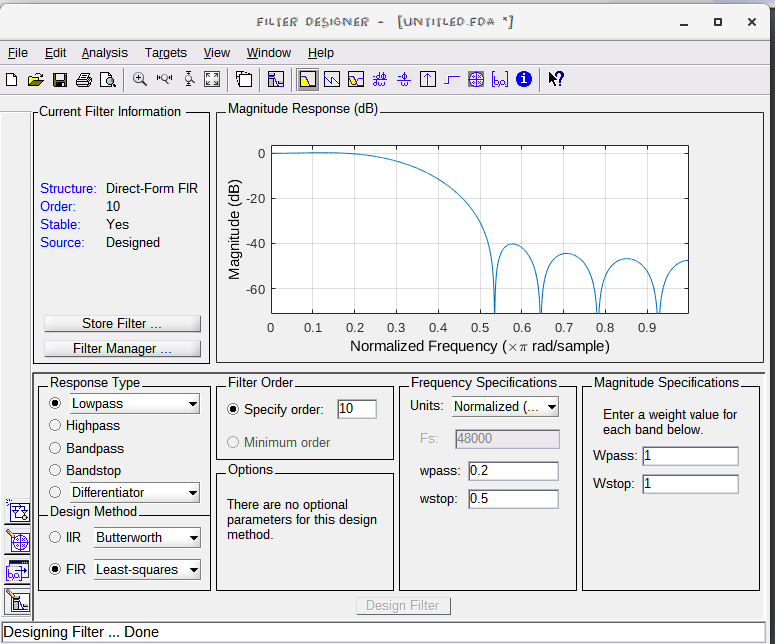 FILTER DESIGNER - [UNTITLED.FDA *]
File Edit Analysis Targets View Window Help
Current Filter Information
Structure: Direct-Form FIR
Order: 10
Stable: Yes
Source: Designed
Store Filter ...
Filter Manager ...
Magnitude Response (dB)
Magnitude (dB)
0
-20
-40
-60
0 0.1 0.2 0.3 0.4 0.5 0.6 0.7 0.8 0.9
Normalized Frequency (×π rad/sample)
Response Type
Lowpass
Highpass
Bandpass
Bandstop
Differentiator
Design Method
IIR Butterworth
FIR Least-squares
Filter Order
Specify order: 10
Minimum order
Options
There are no optional
parameters for this design
method.
Frequency Specifications
Units: Normalized (...
Fs: 48000
wpass: 0.2
wstop: 0.5
Magnitude Specifications
Enter a weight value for
each band below.
Wpass: 1
Wstop: 1
Design Filter
Designing Filter ... Done